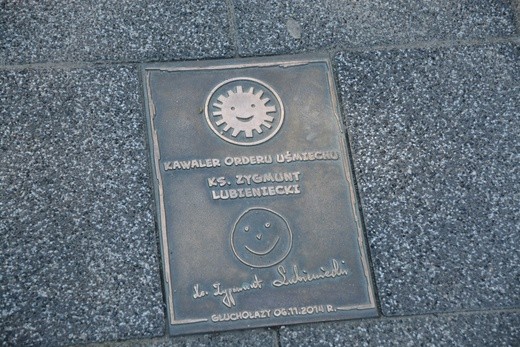 KAWALER ORDERU UŚMIECHU
KS. ZYGMUNT
LUBIENIECKI
ks. Zygmunt Lubieniecki
GŁUCHOŁAZY 06.11.2014 R.